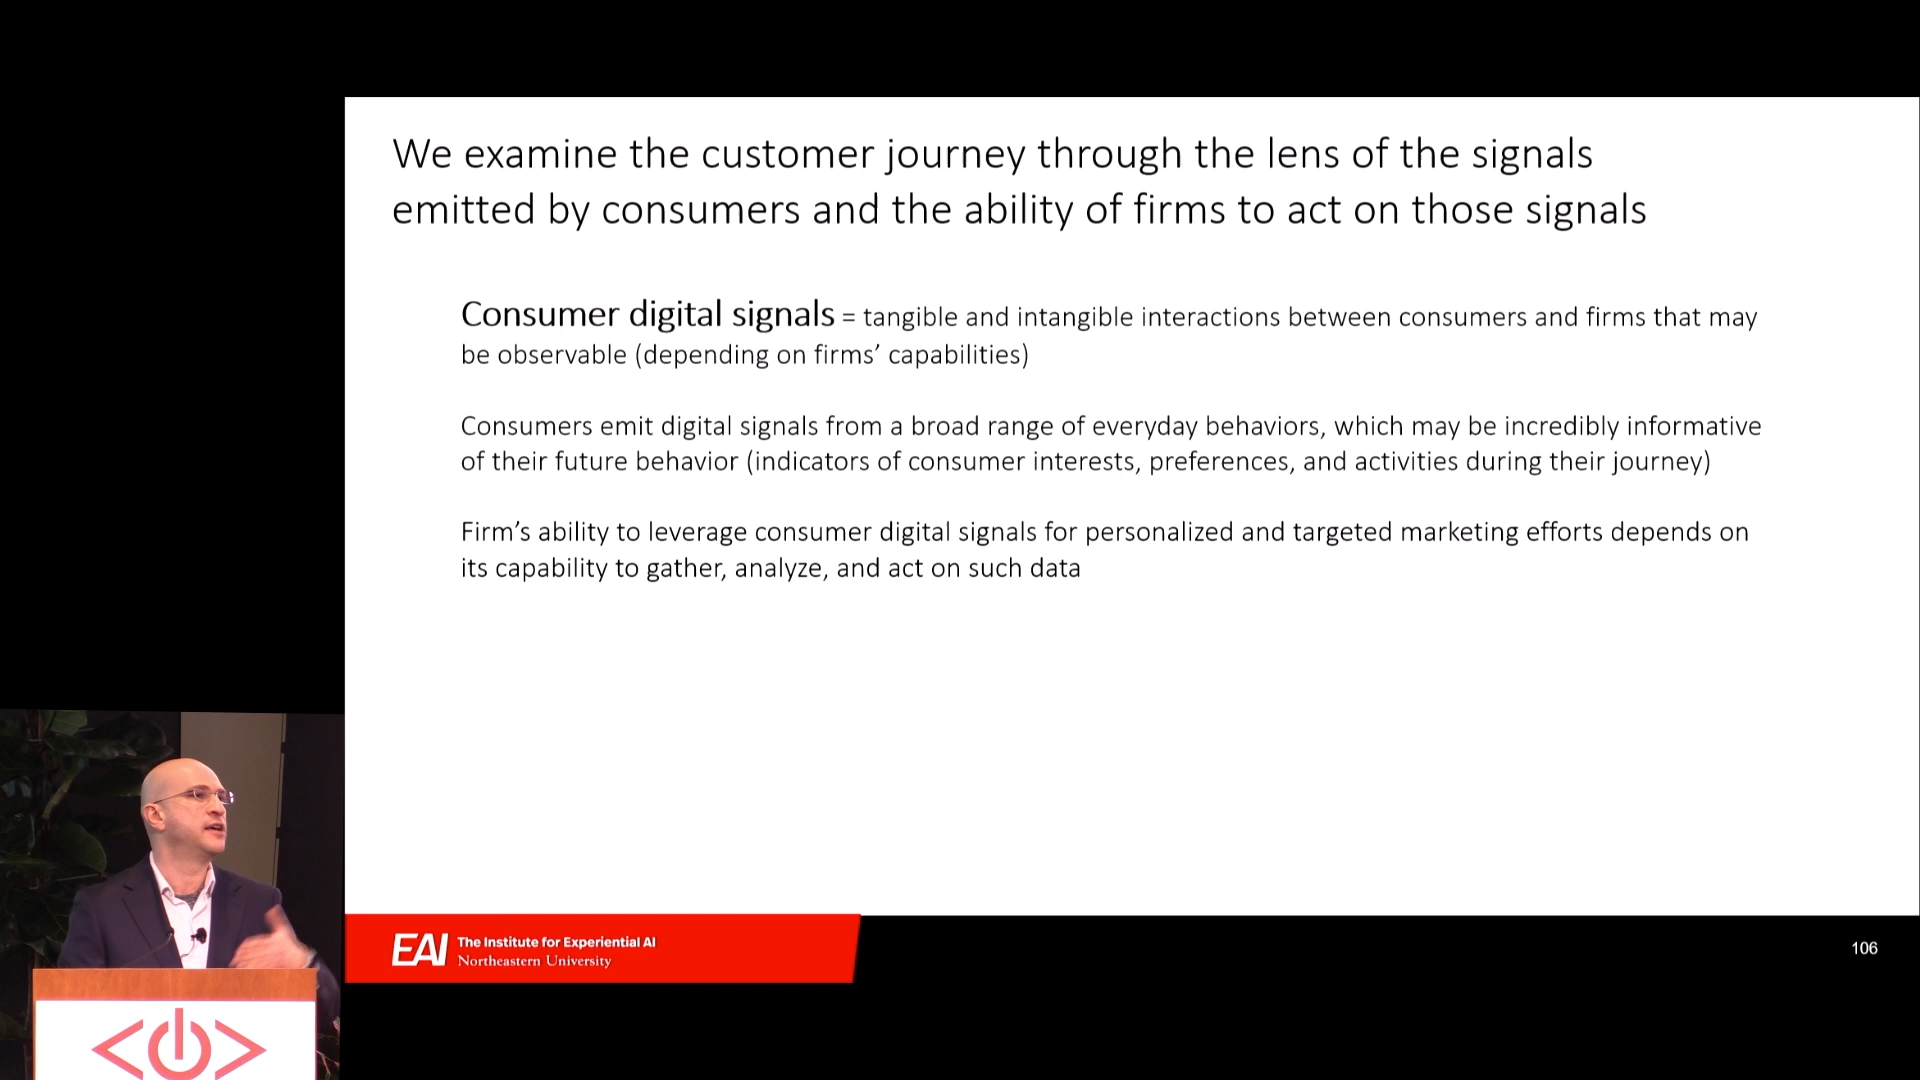 We examine the customer journey through the lens of the signals
emitted by consumers and the ability of firms to act on those signals
Consumer digital signals = tangible and intangible interactions between consumers and firms that may
be observable (depending on firms’ capabilities)
Consumers emit digital signals from a broad range of everyday behaviors, which may be incredibly informative
of their future behavior (indicators of consumer interests, preferences, and activities during their journey)
Firm’s ability to leverage consumer digital signals for personalized and targeted marketing efforts depends on
its capability to gather, analyze, and act on such data
EAI The Institute for Experiential AI
Northeastern University
106